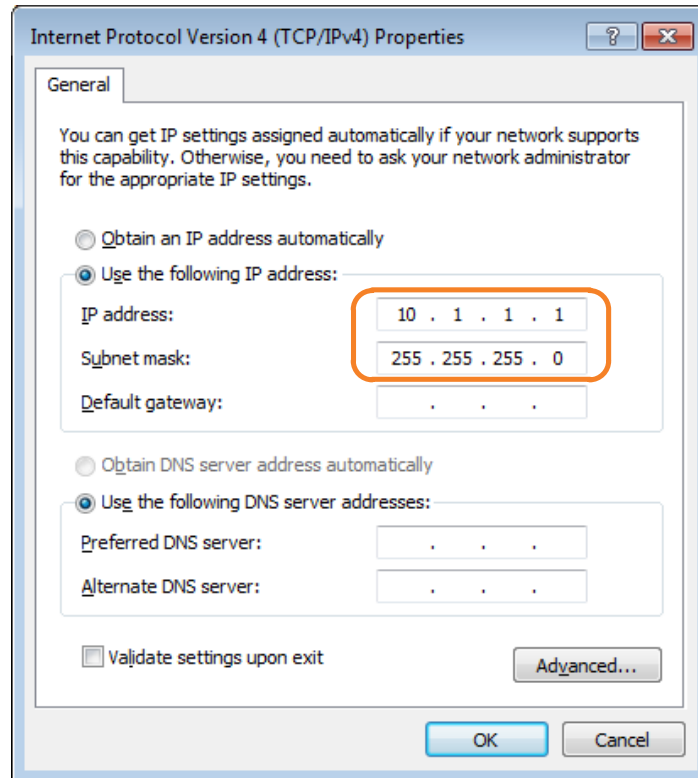 Internet Protocol Version 4 (TCP/IPv4) Properties
?
General
You can get IP settings assigned automatically if your network supports
this capability. Otherwise, you need to ask your network administrator
for the appropriate IP settings.
Obtain an IP address automatically
Use the following IP address:
IP address: 10 . 1 . 1 . 1
Subnet mask: 255 . 255 . 255 . 0
Default gateway: . . .
Obtain DNS server address automatically
Use the following DNS server addresses:
Preferred DNS server: . . .
Alternate DNS server: . . .
Validate settings upon exit
Advanced...
OK Cancel